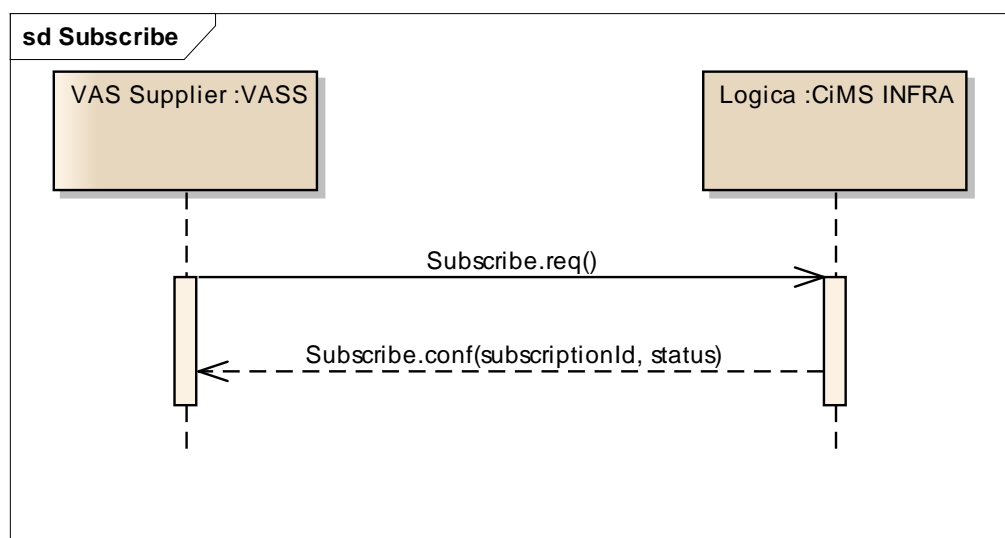 sd Subscribe
VAS Supplier :VASS
Logica :CiMS INFRA
Subscribe.req()
Subscribe.conf(subscriptionId, status)